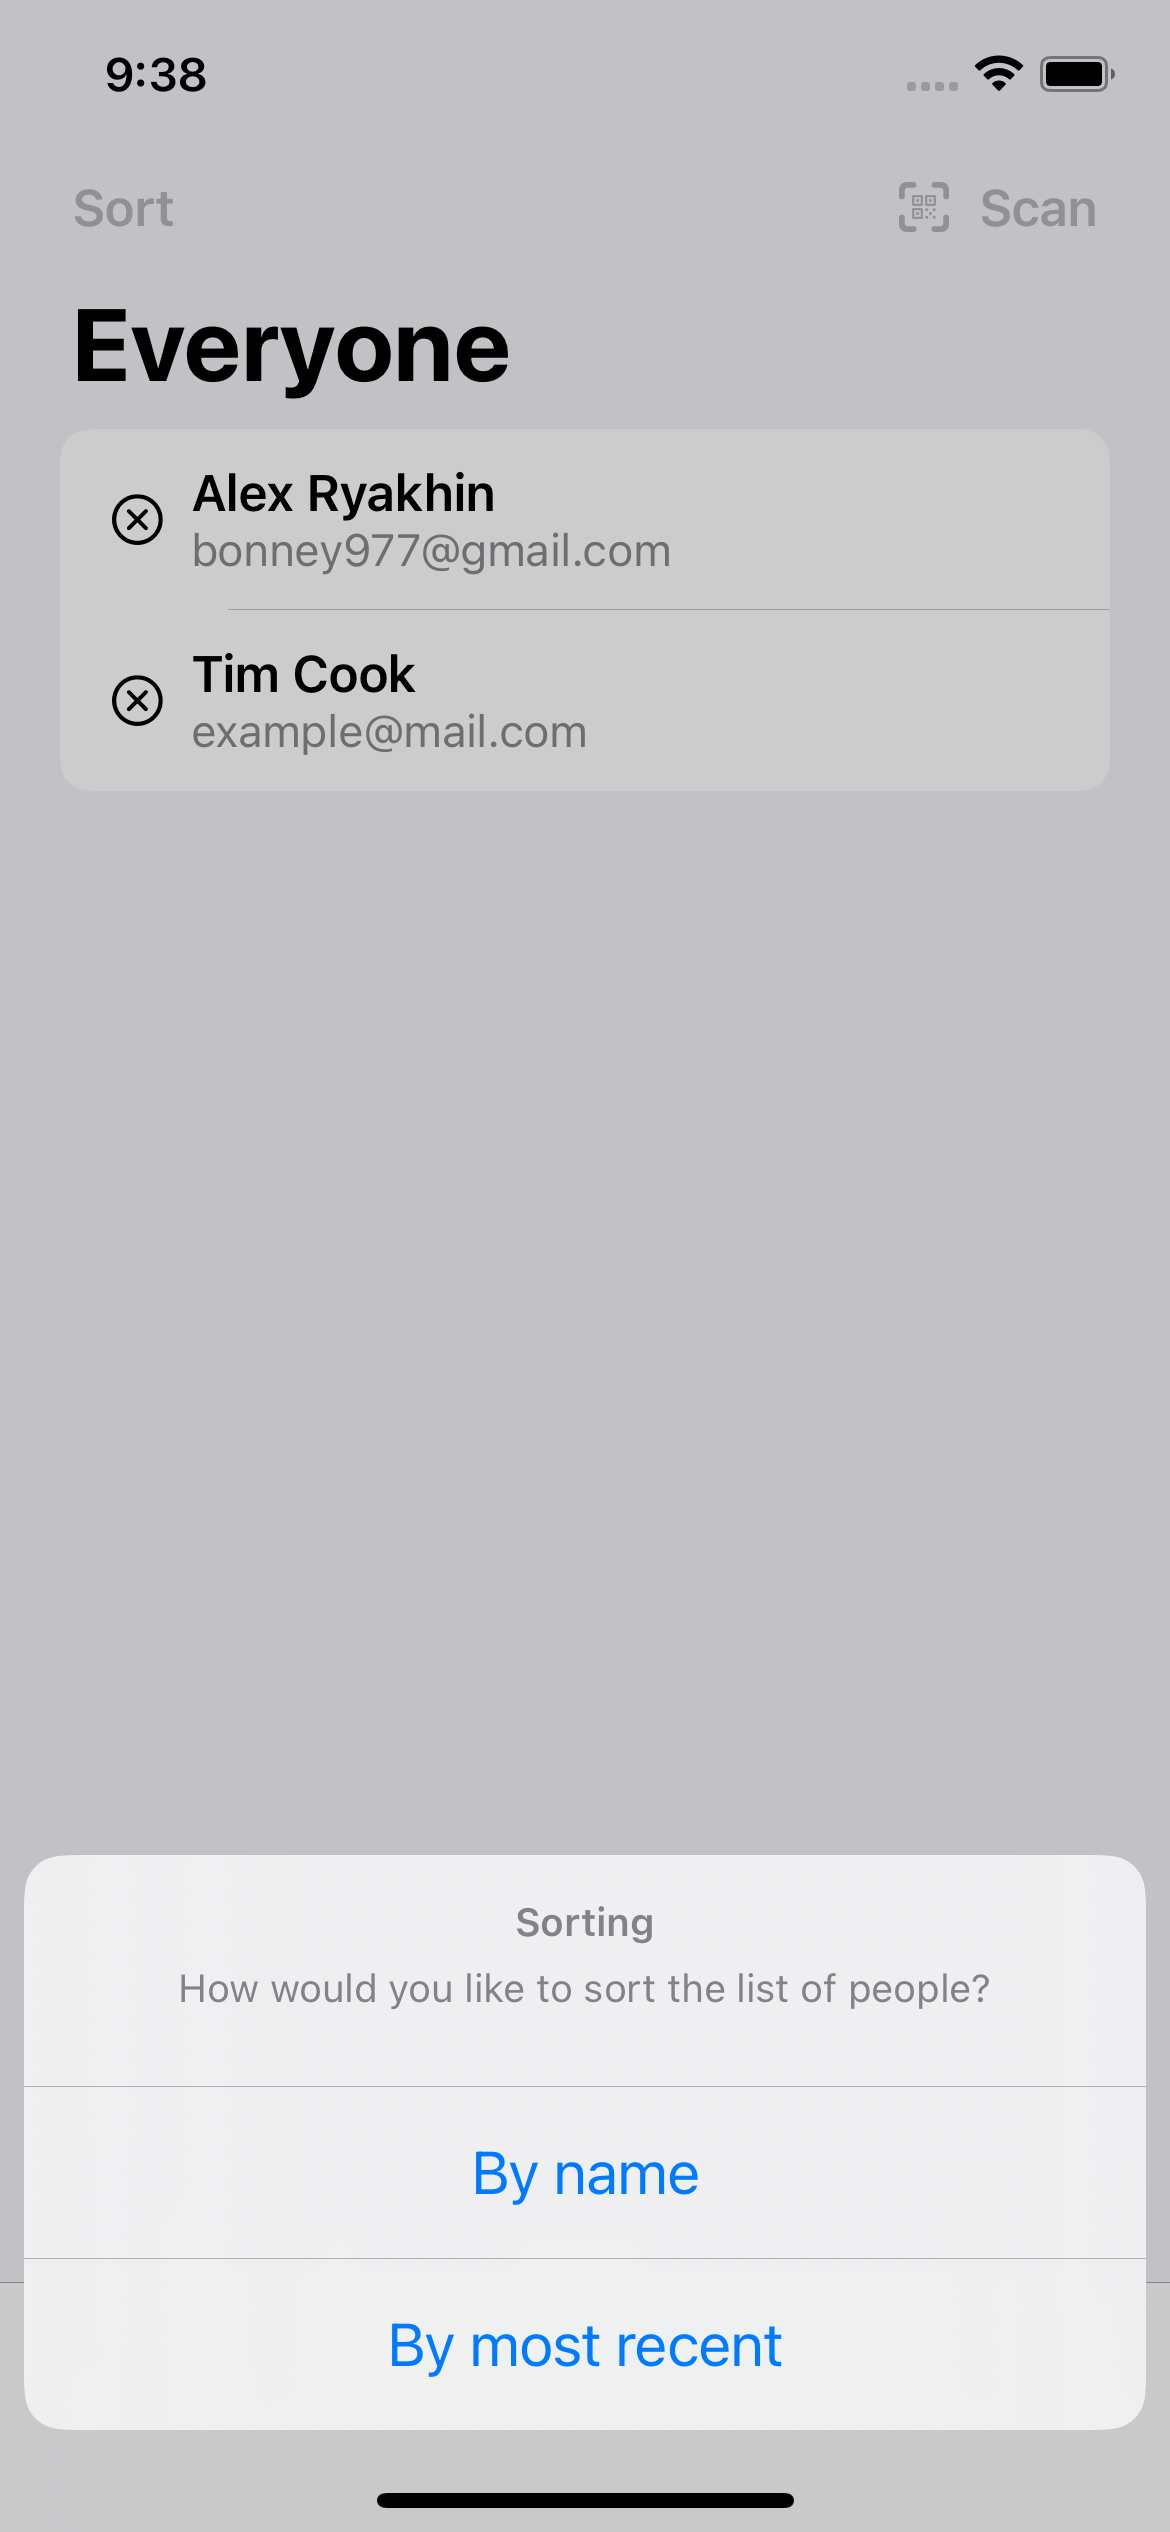 9:38
Sort
Scan
Everyone
Alex Ryakhin
bonney977@gmail.com
Tim Cook
example@mail.com
Sorting
How would you like to sort the list of people?
By name
By most recent